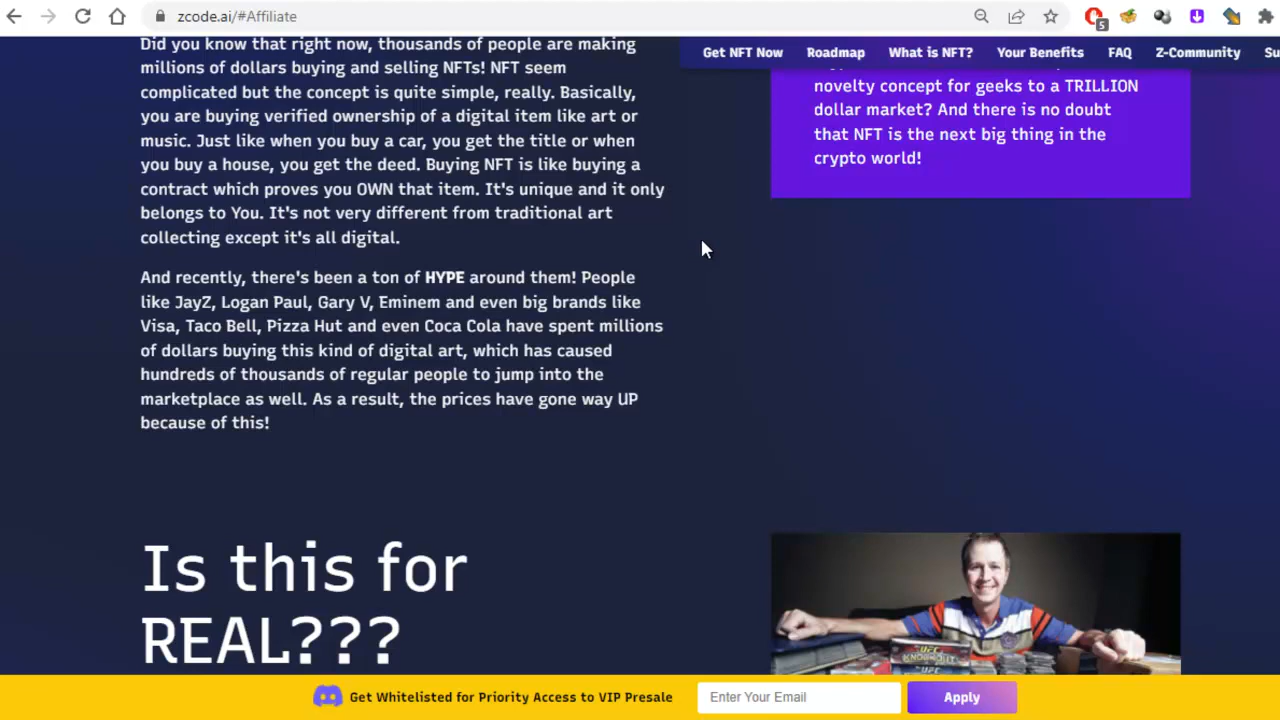 zcode.ai/#Affiliate
5
Get NFT Now Roadmap What is NFT? Your Benefits FAQ Z-Community Su
Did you know that right now, thousands of people are making
millions of dollars buying and selling NFTs! NFT seem
complicated but the concept is quite simple, really. Basically,
you are buying verified ownership of a digital item like art or
music. Just like when you buy a car, you get the title or when
you buy a house, you get the deed. Buying NFT is like buying a
contract which proves you OWN that item. It's unique and it only
belongs to You. It's not very different from traditional art
collecting except it's all digital.
And recently, there's been a ton of HYPE around them! People
like JayZ, Logan Paul, Gary V, Eminem and even big brands like
Visa, Taco Bell, Pizza Hut and even Coca Cola have spent millions
of dollars buying this kind of digital art, which has caused
hundreds of thousands of regular people to jump into the
marketplace as well. As a result, the prices have gone way UP
because of this!
novelty concept for geeks to a TRILLION
dollar market? And there is no doubt
that NFT is the next big thing in the
crypto world!
Is this for
REAL???
UFC
KNOCKOUT
UFC
Get Whitelisted for Priority Access to VIP Presale
Enter Your Email
Apply